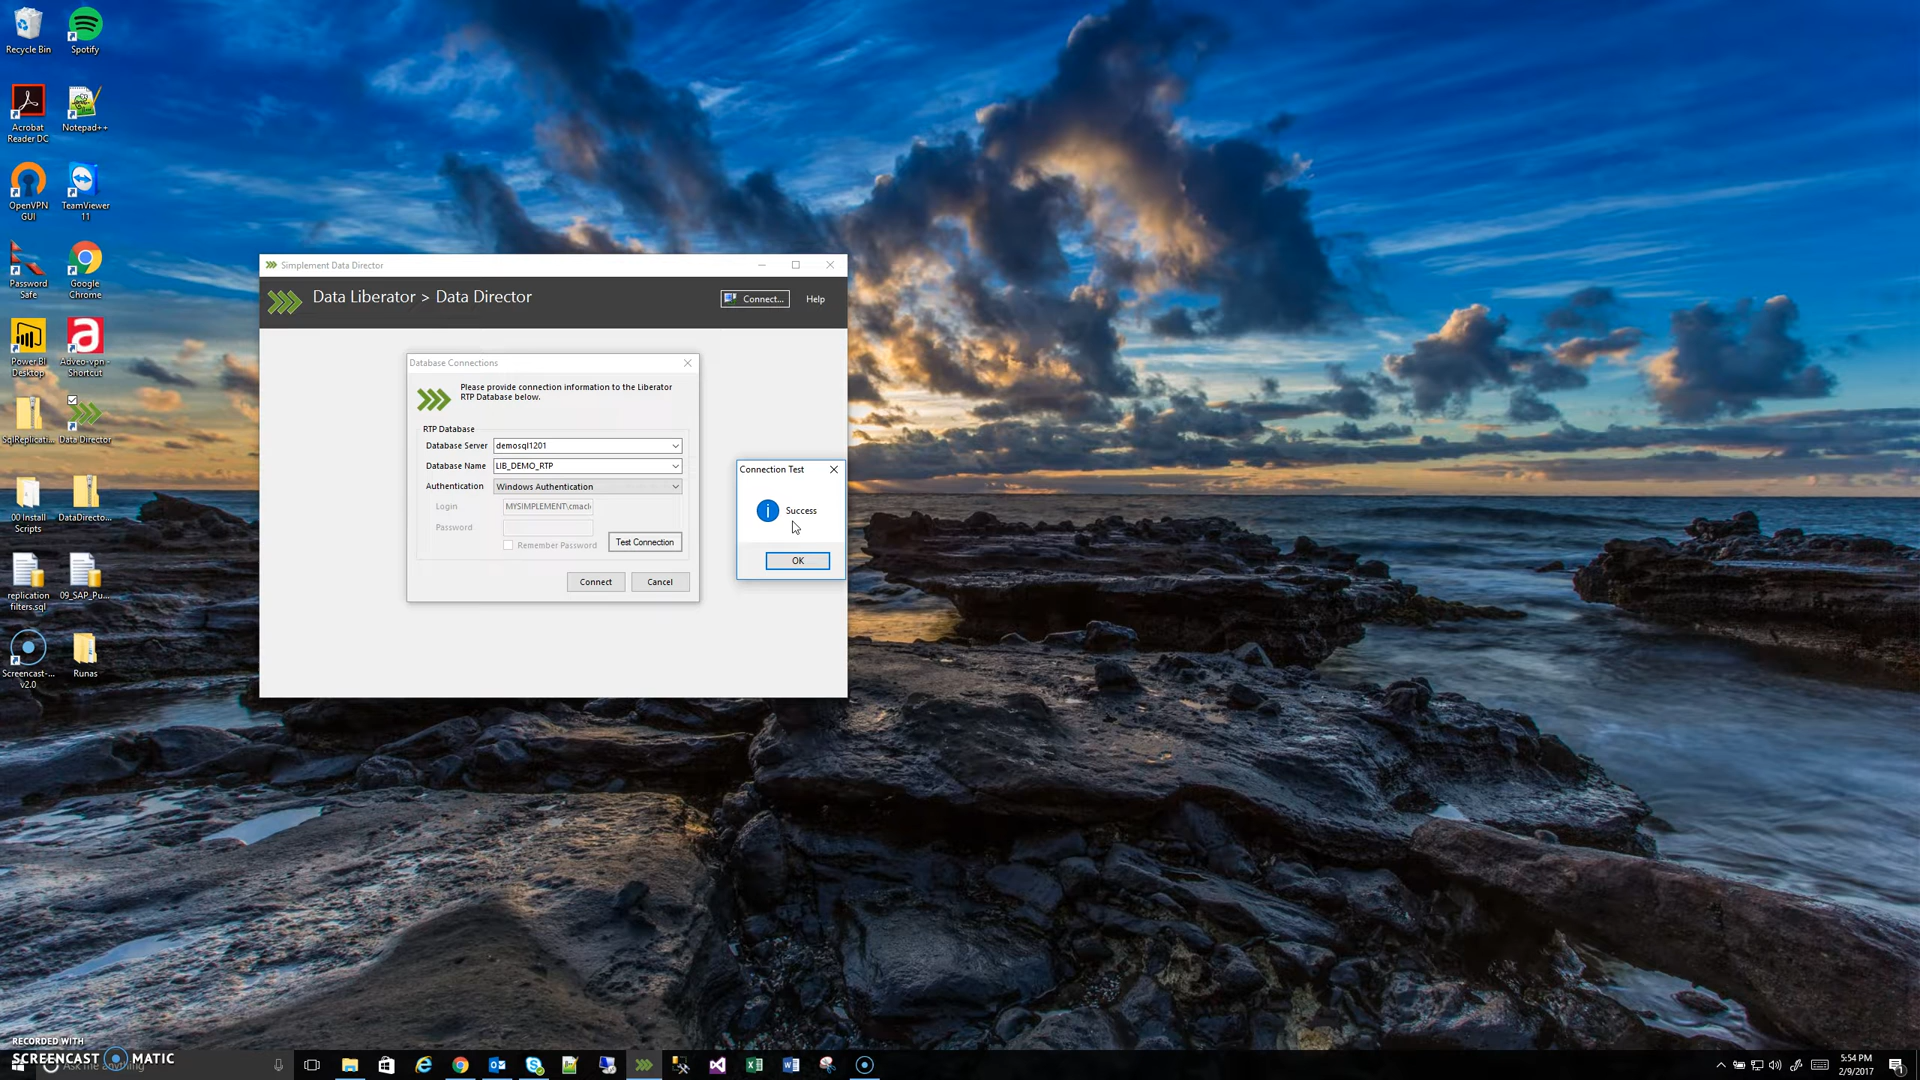 Recycle Bin
Spotify
Acrobat
Reader DC
Notepad++
OpenVPN
GUI
TeamViewer
11
Password
Safe
Google
Chrome
Power BI
Desktop
Adveo-vpn -
Shortcut
SqlReplicati...
Data Director
00 Install
Scripts
DataDirecto...
replication
filters.sql
09_SAP_Pu...
Screencast-...
v2.0
Runas
Simplement Data Director
Data Liberator > Data Director
Connect...
Help
Database Connections
Please provide connection information to the Liberator
RTP Database below.
RTP Database
Database Server
demosql1201
Database Name
LIB_DEMO_RTP
Authentication
Windows Authentication
Login
Password
Remember Password
Test Connection
Connect
Cancel
Connection Test
Success
OK
RECORDED WITH
SCREENCAST MATIC
Ask me anything
5:54 PM
2/9/2017